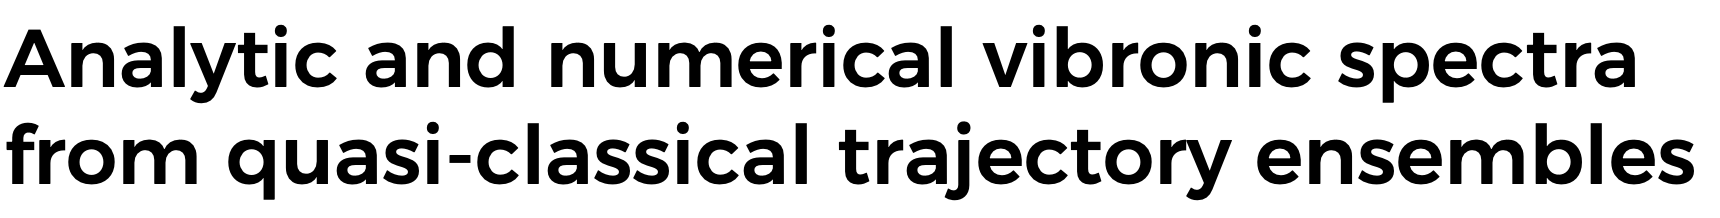 Analytic and numerical vibronic spectra
from quasi-classical trajectory ensembles